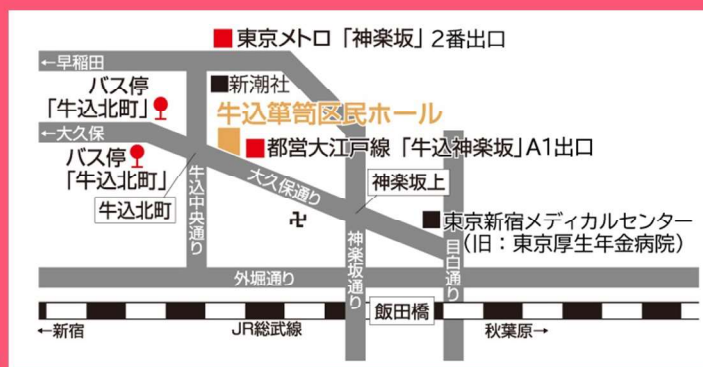 東京メトロ「神楽坂」2番出口
←早稲田
バス停
「牛込北町」
新潮社
牛込簞笥区民ホール
←大久保
都営大江戸線「牛込神楽坂」A1出口
バス停
「牛込北町」
牛込北町
牛込中央通り
大久保通り
神楽坂上
卍
神楽坂通り
東京新宿メディカルセンター
(旧：東京厚生年金病院)
目白通り
外堀通り
飯田橋
←新宿
JR総武線
秋葉原→